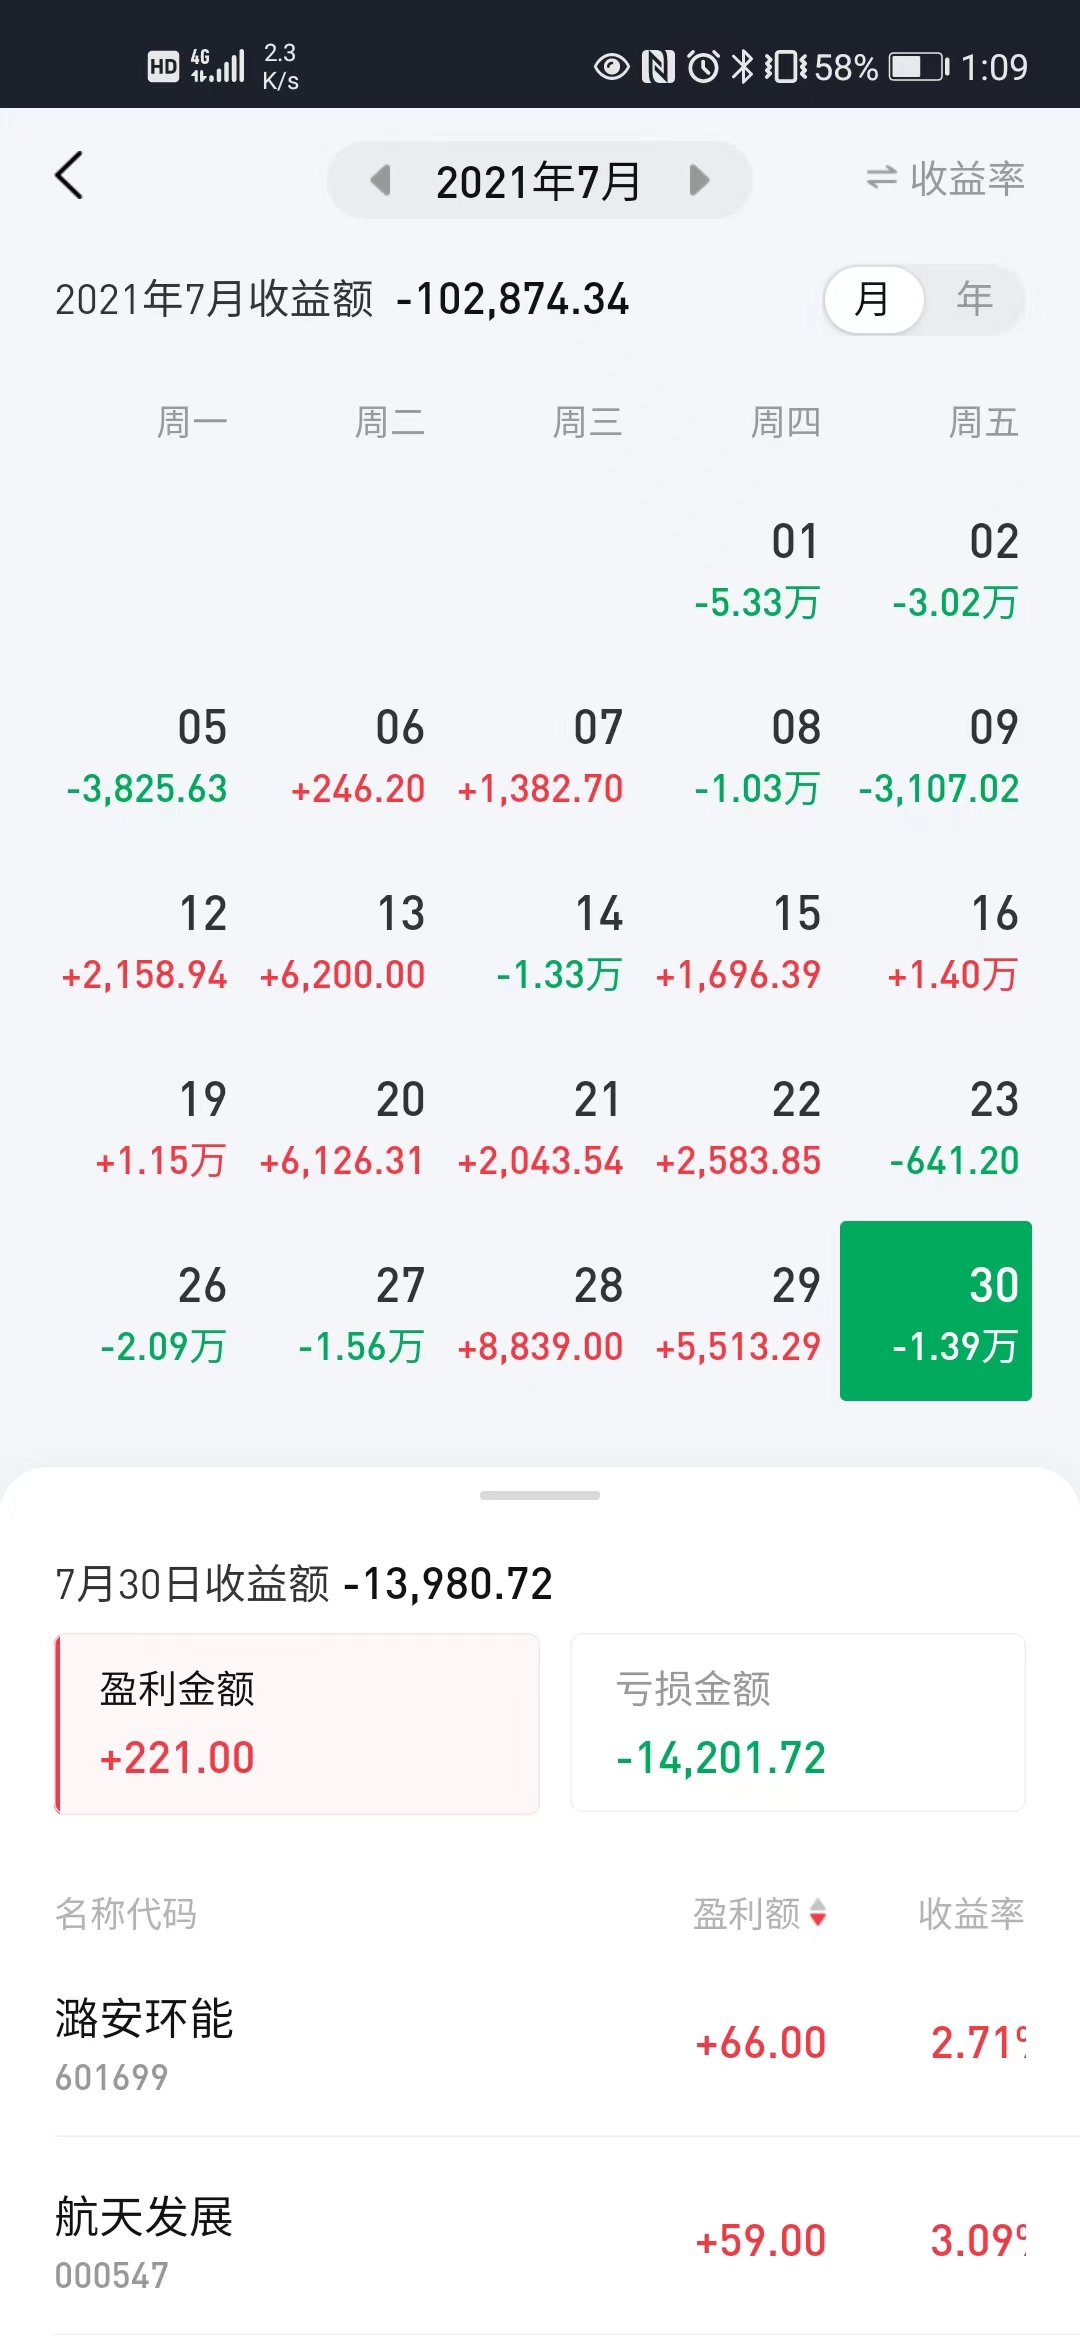 HD 4G 2.3 K/s 58% 1:09
2021年7月 收益率
2021年7月收益额 -102,874.34 月 年
周一 周二 周三 周四 周五
01 02
-5.33万 -3.02万
05 06 07 08 09
-3,825.63 +246.20 +1,382.70 -1.03万 -3,107.02
12 13 14 15 16
+2,158.94 +6,200.00 -1.33万 +1,696.39 +1.40万
19 20 21 22 23
+1.15万 +6,126.31 +2,043.54 +2,583.85 -641.20
26 27 28 29 30
-2.09万 -1.56万 +8,839.00 +5,513.29 -1.39万
7月30日收益额 -13,980.72
盈利金额 亏损金额
+221.00 -14,201.72
名称代码 盈利额 收益率
潞安环能 +66.00 2.71%
601699
航天发展 +59.00 3.09%
000547